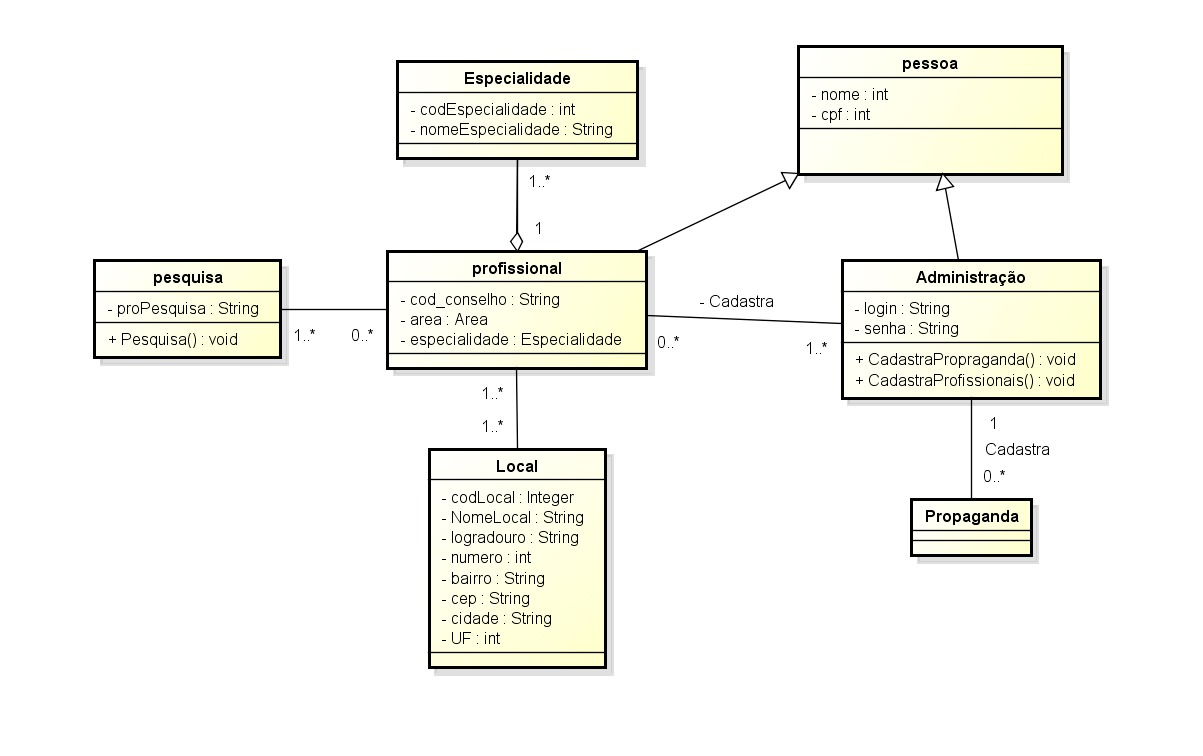 Especialidade
- codEspecialidade : int
- nomeEspecialidade : String
pessoa
- nome : int
- cpf : int
1..*
1
pesquisa
- proPesquisa : String
+ Pesquisa() : void
1..*
0..*
profissional
- cod_conselho : String
- area : Area
- especialidade : Especialidade
- Cadastra
0..*
1..*
Administração
- login : String
- senha : String
+ CadastraPropraganda() : void
+ CadastraProfissionais() : void
1..*
1..*
1
Cadastra
0..*
Local
- codLocal : Integer
- NomeLocal : String
- logradouro : String
- numero : int
- bairro : String
- cep : String
- cidade : String
- UF : int
Propaganda